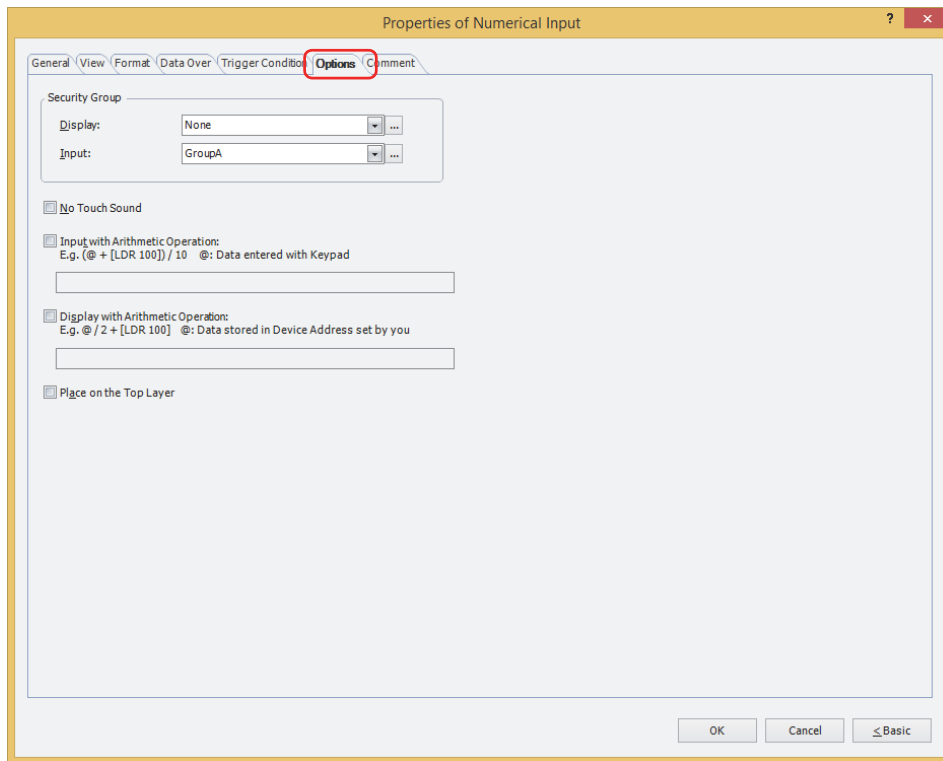 Properties of Numerical Input
?
General View Format Data Over Trigger Condition Options Comment
Security Group
Display: None ...
Input: GroupA ...
No Touch Sound
Input with Arithmetic Operation:
E.g. (@ + [LDR 100]) / 10 @: Data entered with Keypad
Display with Arithmetic Operation:
E.g. @ / 2 + [LDR 100] @: Data stored in Device Address set by you
Place on the Top Layer
OK Cancel < Basic